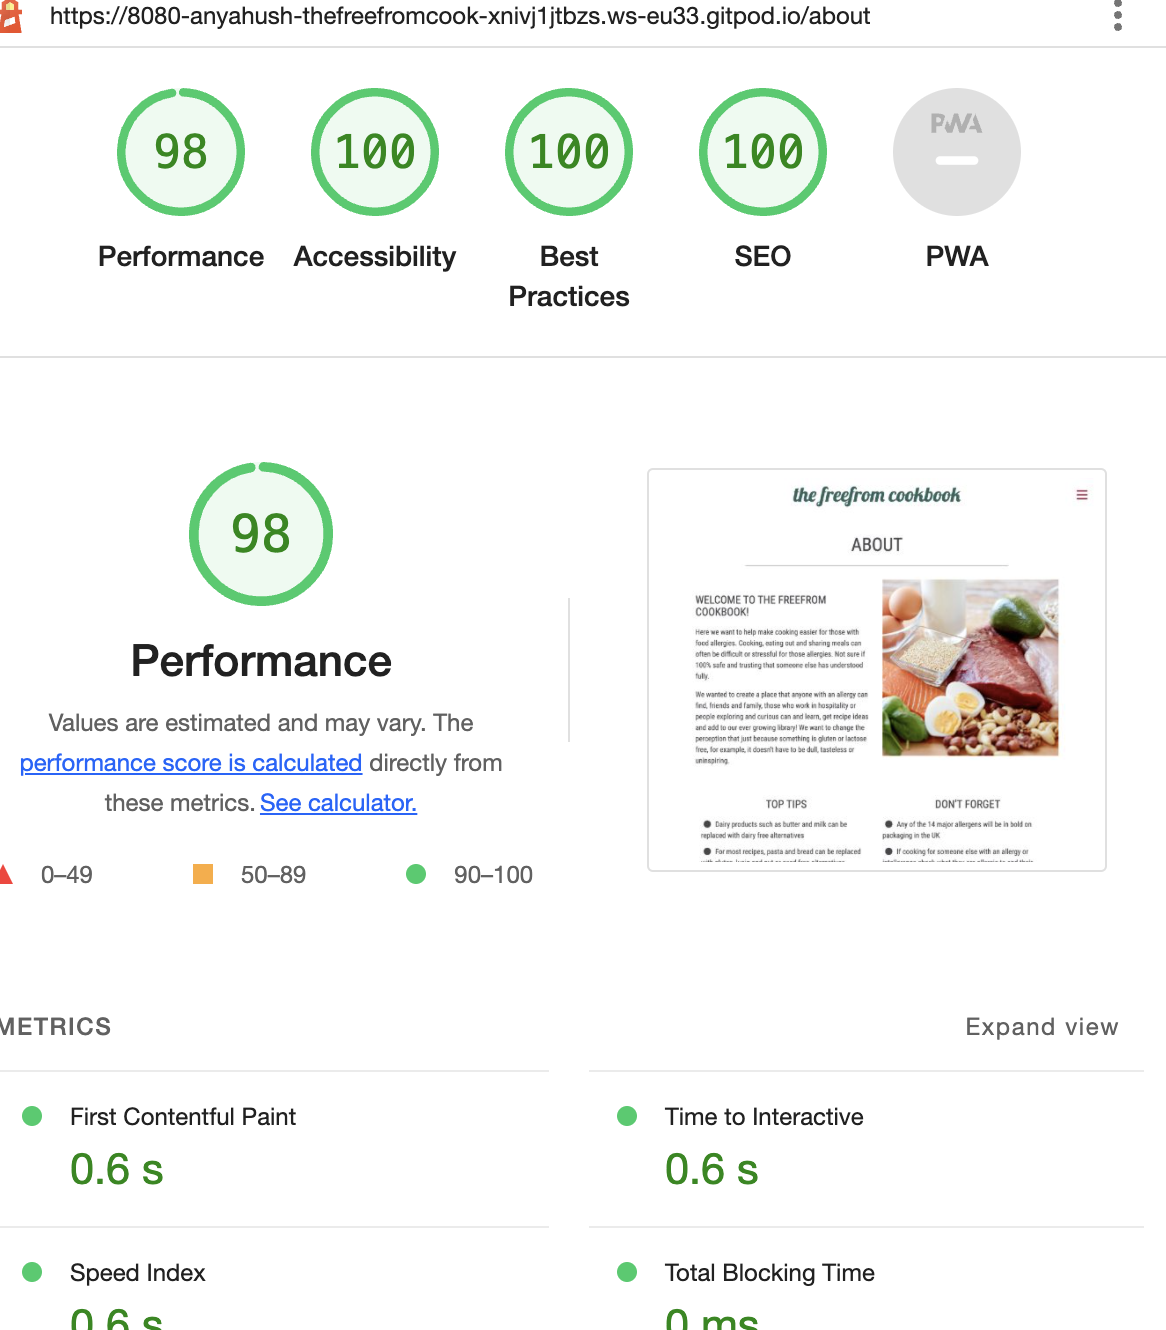 https://8080-anyahush-thefreefromcook-xnivj1jtbzs.ws-eu33.gitpod.io/about
98
100
100
100
PWA
Performance
Accessibility
Best
Practices
SEO
PWA
98
Performance
Values are estimated and may vary. The
performance score is calculated directly from
these metrics. See calculator.
0–49
50–89
90–100
the freefrom cookbook
ABOUT
WELCOME TO THE FREEFROM
COOKBOOK!
Here we want to help make cooking easier for those with
food allergies. Cooking, eating out and sharing meals can
often be difficult or stressful for those allergies. Not sure if
100% safe and trusting that someone else has understood
fully.
We wanted to create a place that anyone with an allergy can
find, friends and family, those who work in hospitality or
people exploring and curious can and learn, get recipe ideas
and add to our ever growing library! We want to change the
perception that just because something is gluten or lactose
free, for example, it doesn't have to be dull, tasteless or
uninspiring.
TOP TIPS
Dairy products such as butter and milk can be
replaced with dairy free alternatives
For most recipes, pasta and bread can be replaced
DON'T FORGET
Any of the 14 major allergens will be in bold on
packaging in the UK
If cooking for someone else with an allergy or
METRICS
Expand view
First Contentful Paint
0.6 s
Time to Interactive
0.6 s
Speed Index
0.6 s
Total Blocking Time
0 ms